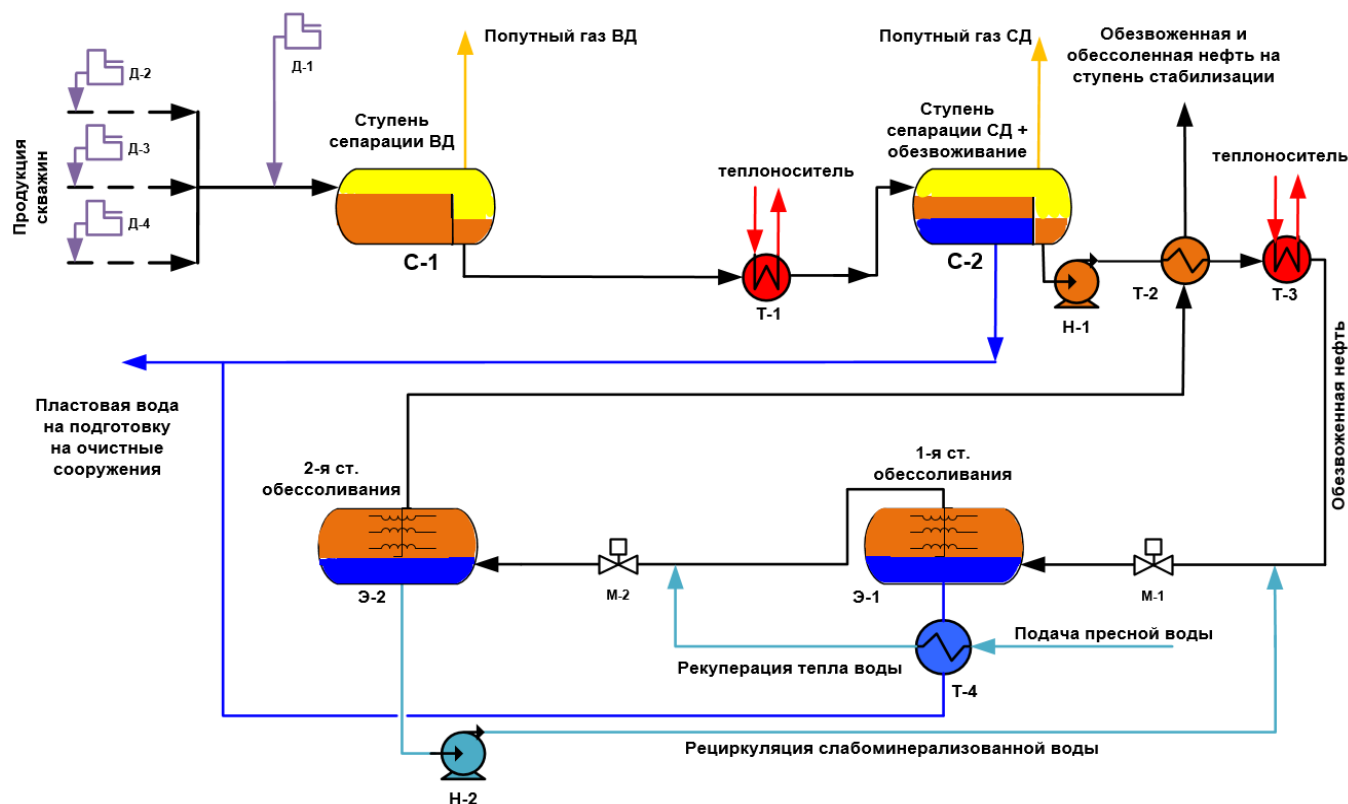 Попутный газ ВД
Попутный газ СД
Обезвоженная и
обессоленная нефть на
ступень стабилизации
Д-2
Д-1
Д-3
Д-4
Продукция
скважин
Ступень
сепарации ВД
Ступень
сепарации СД +
обезвоживание
теплоноситель
теплоноситель
С-1
Т-1
С-2
Н-1
Т-2
Т-3
Обезвоженная нефть
Пластовая вода
на подготовку
на очистные
сооружения
2-я ст.
обессоливания
1-я ст.
обессоливания
Э-2
М-2
Э-1
М-1
Подача пресной воды
Рекуперация тепла воды
Т-4
Рециркуляция слабоминерализованной воды
Н-2